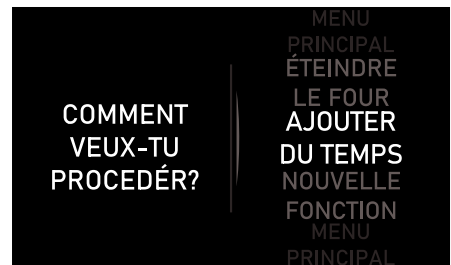 COMMENT
VEUX-TU
PROCEDÉR?
MENU
PRINCIPAL
ÉTEINDRE
LE FOUR
AJOUTER
DU TEMPS
NOUVELLE
FONCTION
MENU
PRINCIPAL